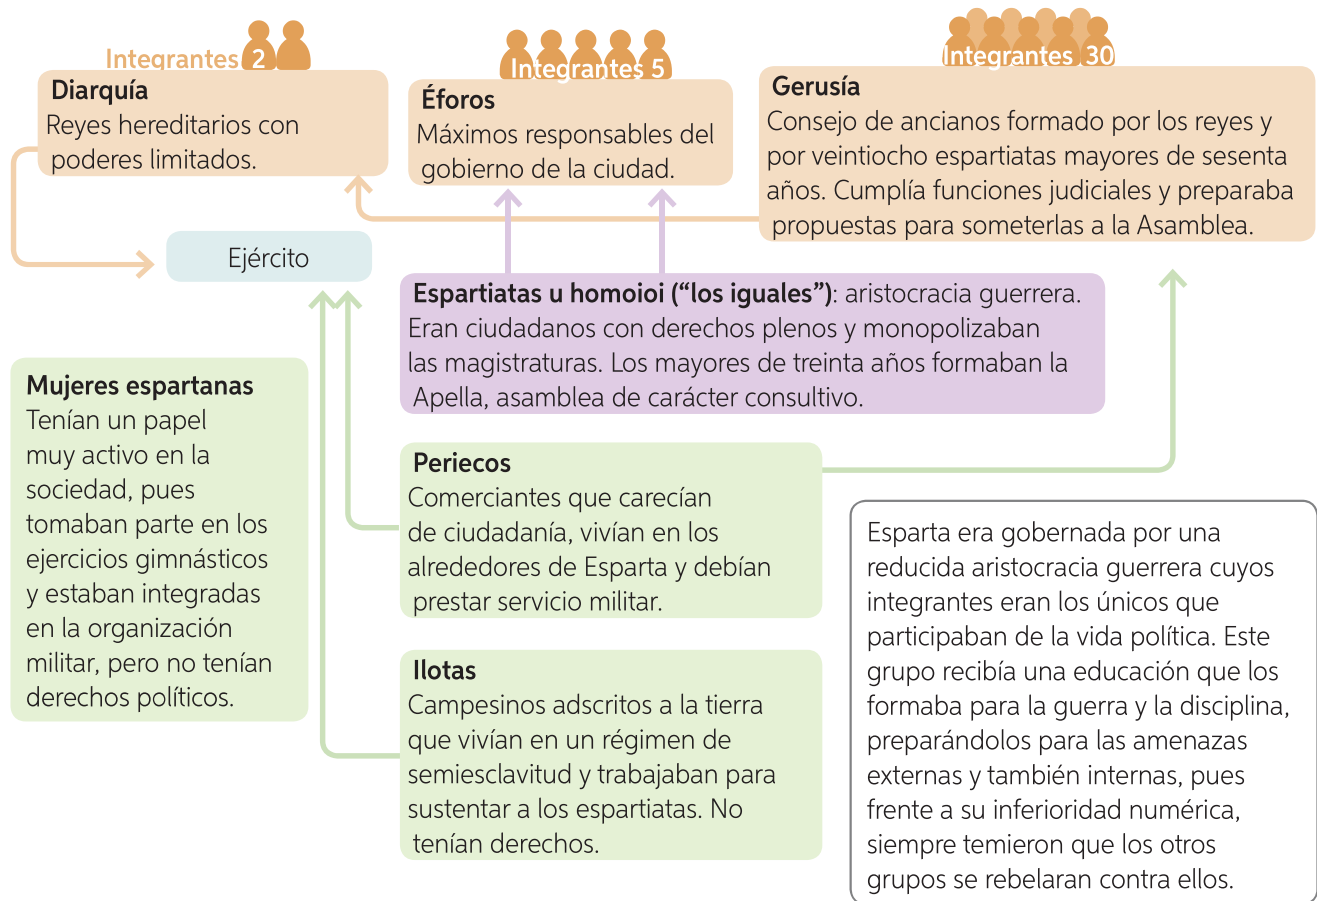 Integrantes 2
Diarquía
Reyes hereditarios con
poderes limitados.
Integrantes 5
Éforos
Máximos responsables del
gobierno de la ciudad.
Integrantes 30
Gerusía
Consejo de ancianos formado por los reyes y
por veintiocho espartiatas mayores de sesenta
años. Cumplía funciones judiciales y preparaba
propuestas para someterlas a la Asamblea.
Ejército
Espartiatas u homoioi (“los iguales”): aristocracia guerrera.
Eran ciudadanos con derechos plenos y monopolizaban
las magistraturas. Los mayores de treinta años formaban la
Apella, asamblea de carácter consultivo.
Mujeres espartanas
Tenían un papel
muy activo en la
sociedad, pues
tomaban parte en los
ejercicios gimnásticos
y estaban integradas
en la organización
militar, pero no tenían
derechos políticos.
Periecos
Comerciantes que carecían
de ciudadanía, vivían en los
alrededores de Esparta y debían
prestar servicio militar.
Ilotas
Campesinos adscritos a la tierra
que vivían en un régimen de
semiesclavitud y trabajaban para
sustentar a los espartiatas. No
tenían derechos.
Esparta era gobernada por una
reducida aristocracia guerrera cuyos
integrantes eran los únicos que
participaban de la vida política. Este
grupo recibía una educación que los
formaba para la guerra y la disciplina,
preparándolos para las amenazas
externas y también internas, pues
frente a su inferioridad numérica,
siempre temieron que los otros
grupos se rebelaran contra ellos.